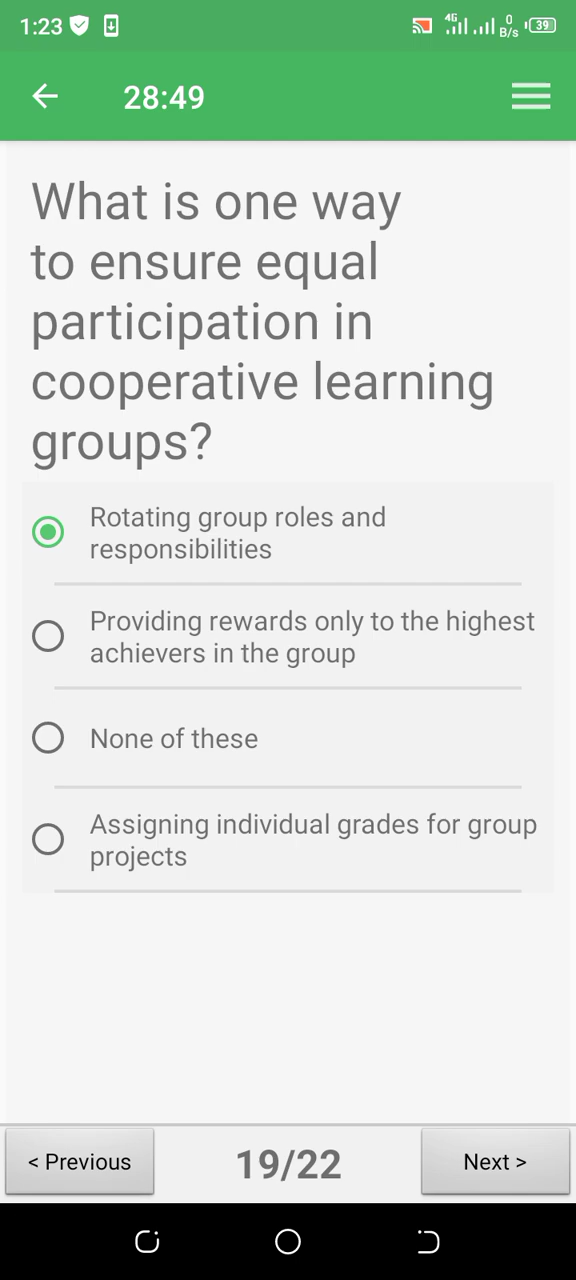 1:23 4G 0 B/s 39
28:49
What is one way
to ensure equal
participation in
cooperative learning
groups?
Rotating group roles and
responsibilities
Providing rewards only to the highest
achievers in the group
None of these
Assigning individual grades for group
projects
< Previous 19/22 Next >